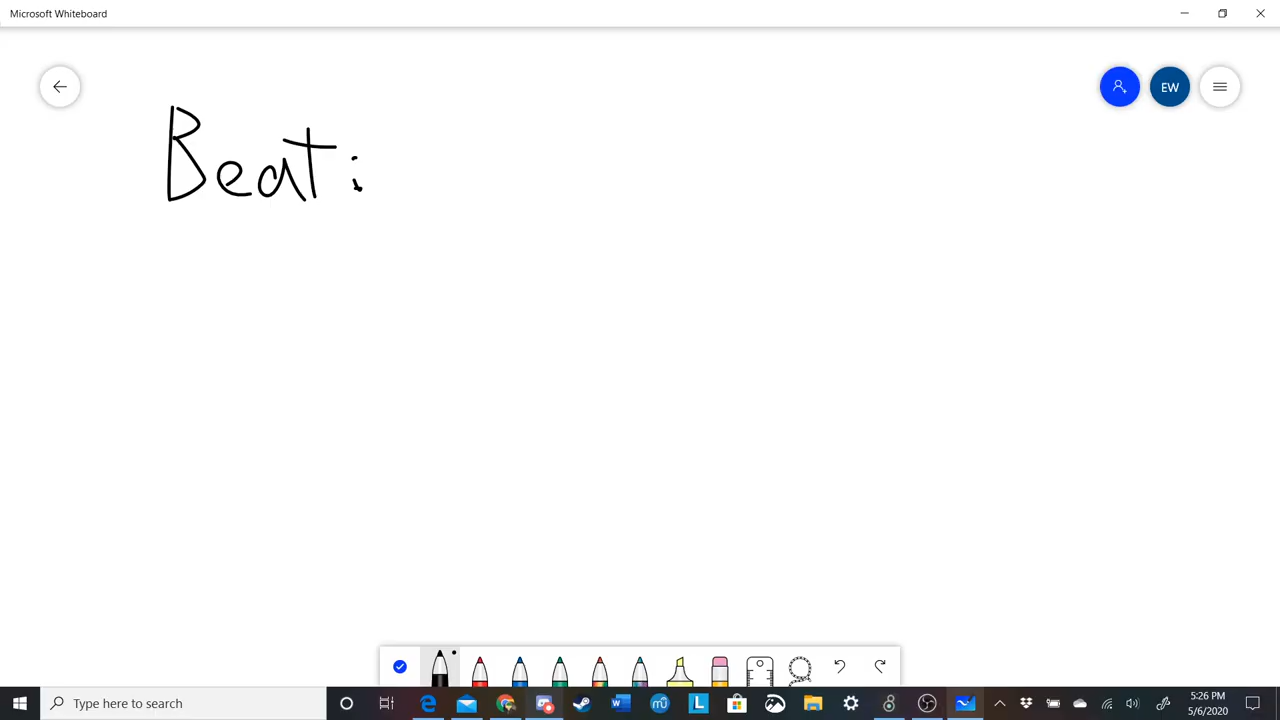 Microsoft Whiteboard
EW
Beat:
Type here to search
5:26 PM
5/6/2020